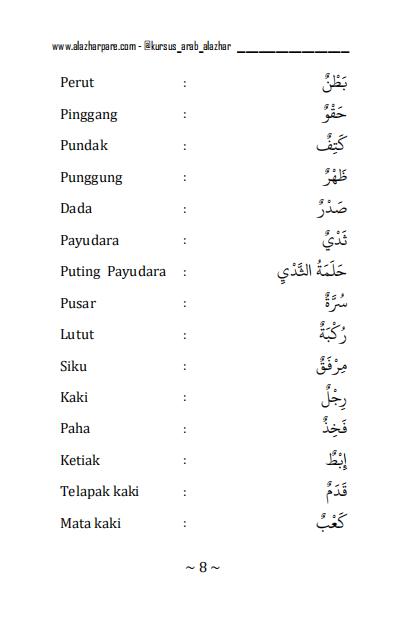 www.alazharpare.com - @kursus_arab_alazhar
Perut : بَطْنٌ
Pinggang : حَقْوٌ
Pundak : كَتِفٌ
Punggung : ظَهْرٌ
Dada : صَدْرٌ
Payudara : ثَدْيٌ
Puting Payudara : حَلَمَةُ الثَّدْيِ
Pusar : سُرَّةٌ
Lutut : رُكْبَةٌ
Siku : مِرْفَقٌ
Kaki : رِجْلٌ
Paha : فَخِذٌ
Ketiak : إِبْطٌ
Telapak kaki : قَدَمٌ
Mata kaki : كَعْبٌ
~ 8 ~